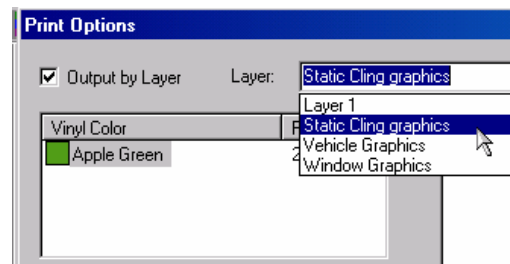 Print Options
Output by Layer Layer: Static Cling graphics
Layer 1
Vinyl Color
Static Cling graphics
Apple Green
Vehicle Graphics
Window Graphics